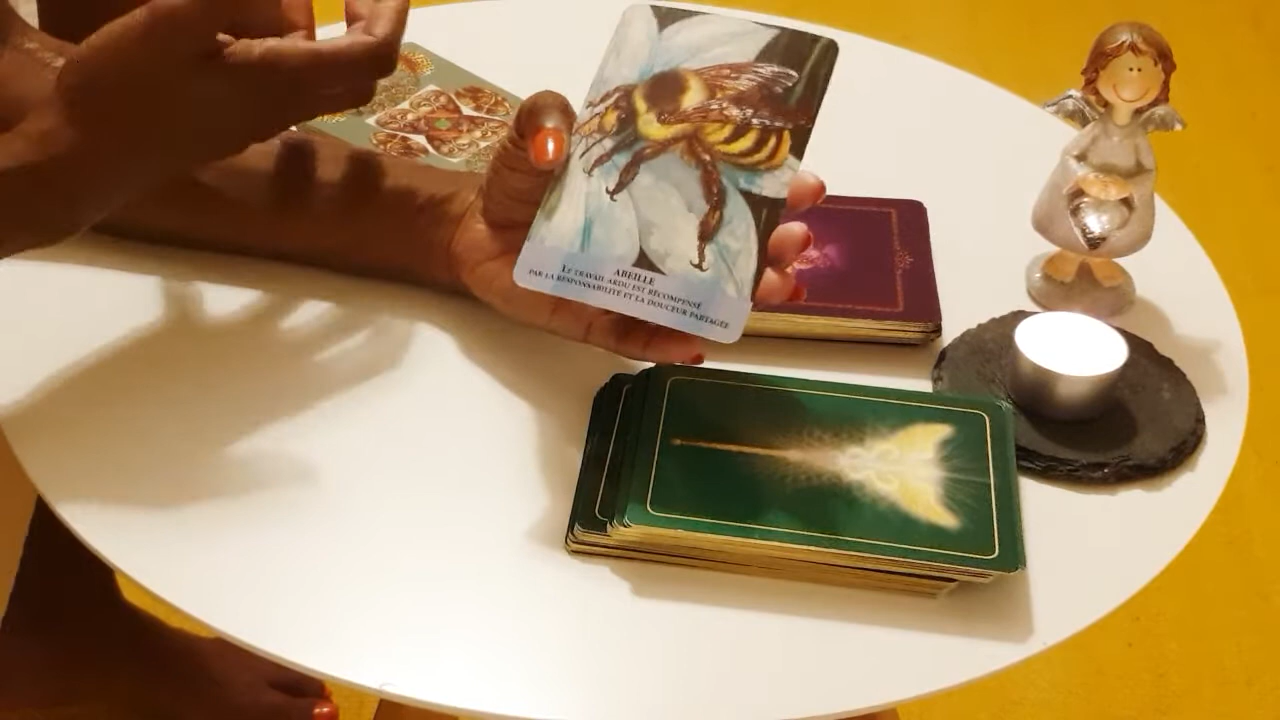 ABEILLE
LE TRAVAIL ARDU EST RÉCOMPENSÉ
PAR LA RESPONSABILITÉ ET LA DOUCEUR PARTAGÉE